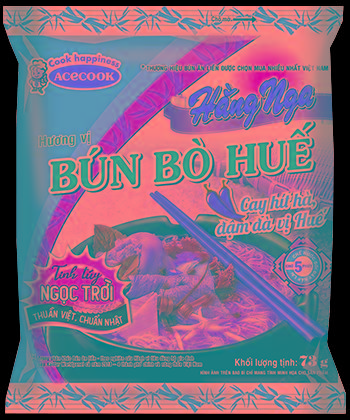 Cook happiness
ACECOOK
THƯƠNG HIỆU BÚN ĂN LIỀN ĐƯỢC CHỌN MUA NHIỀU NHẤT VIỆT NAM
Hằng Nga
Hương vị
BÚN BÒ HUẾ
Cay hít hà,
đậm đà vị Huế
Tinh túy
NGỌC TRỜI
THUẦN VIỆT, CHUẨN NHẬT
5
Khối lượng tịnh: 73 g